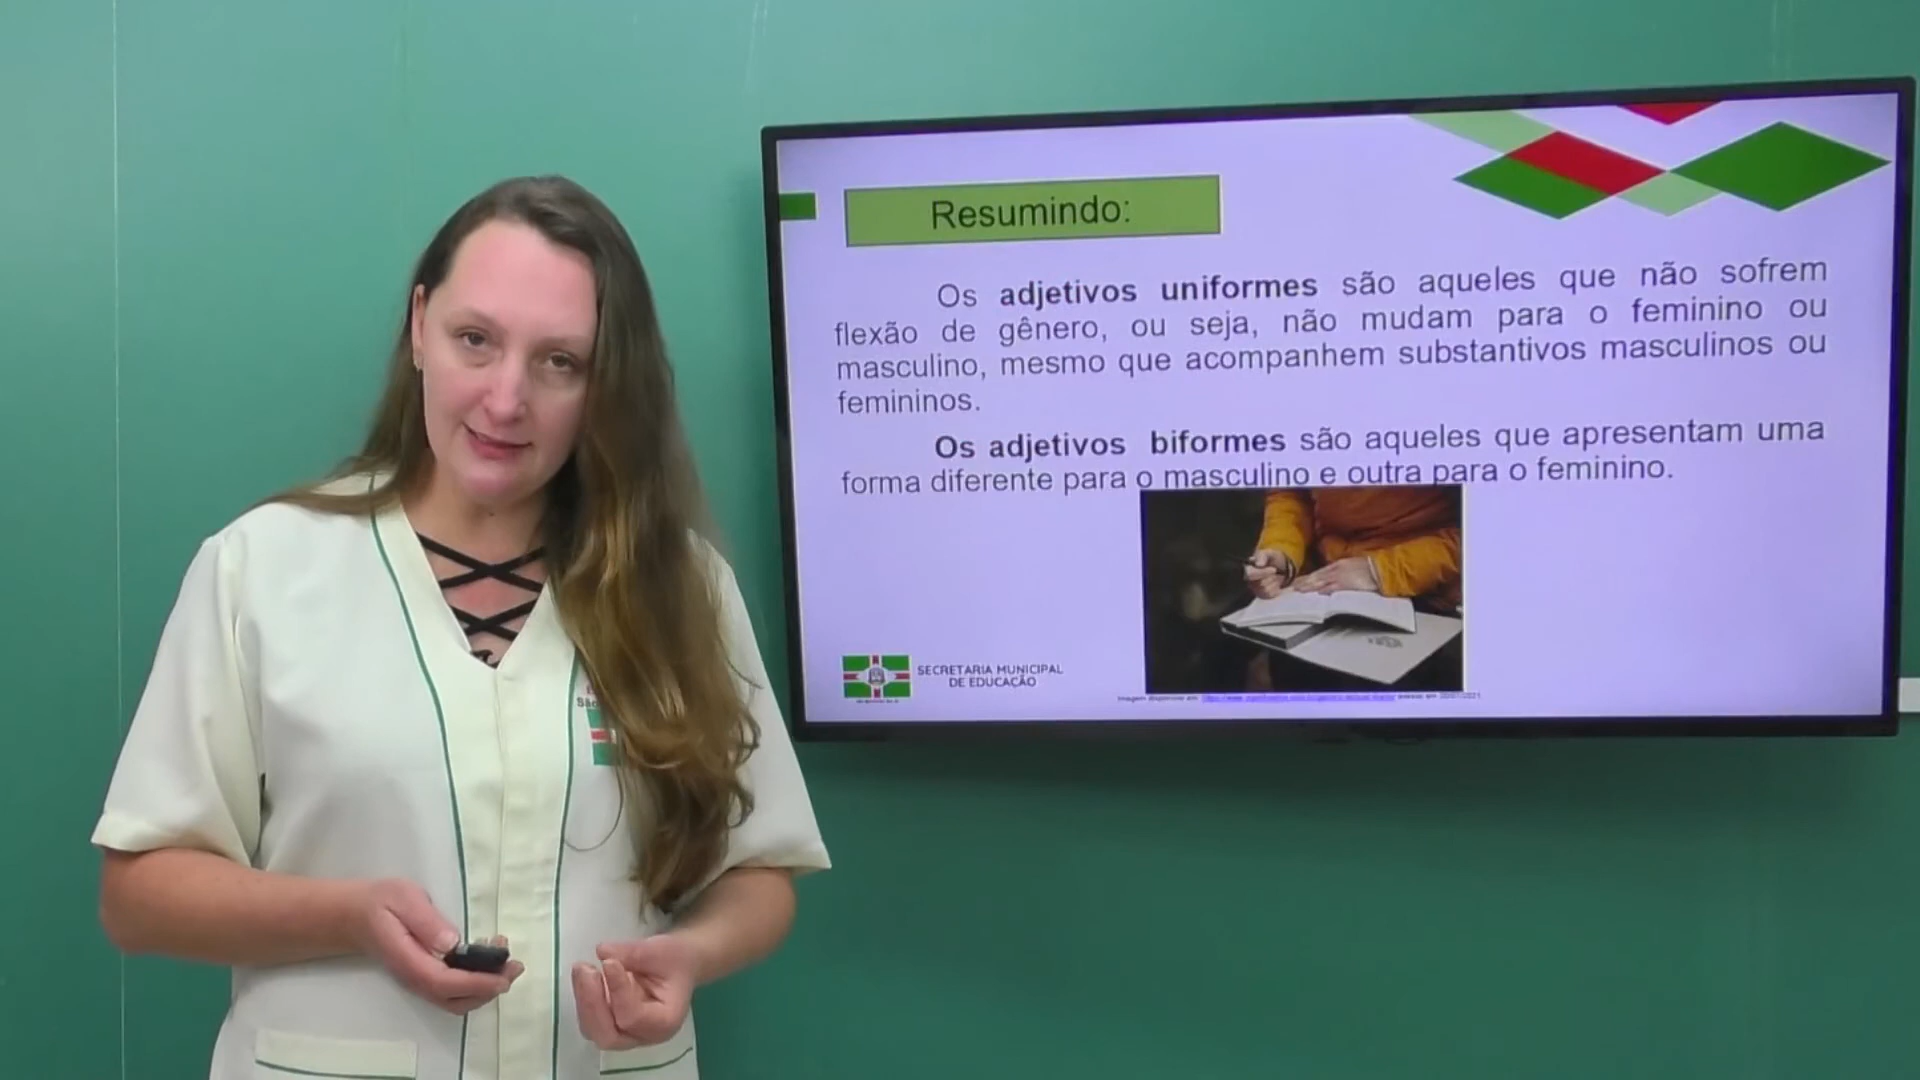 Resumindo:
Os adjetivos uniformes são aqueles que não sofrem
flexão de gênero, ou seja, não mudam para o feminino ou
masculino, mesmo que acompanhem substantivos masculinos ou
femininos.
Os adjetivos biformes são aqueles que apresentam uma
forma diferente para o masculino e outra para o feminino.
SECRETARIA MUNICIPAL
DE EDUCAÇÃO